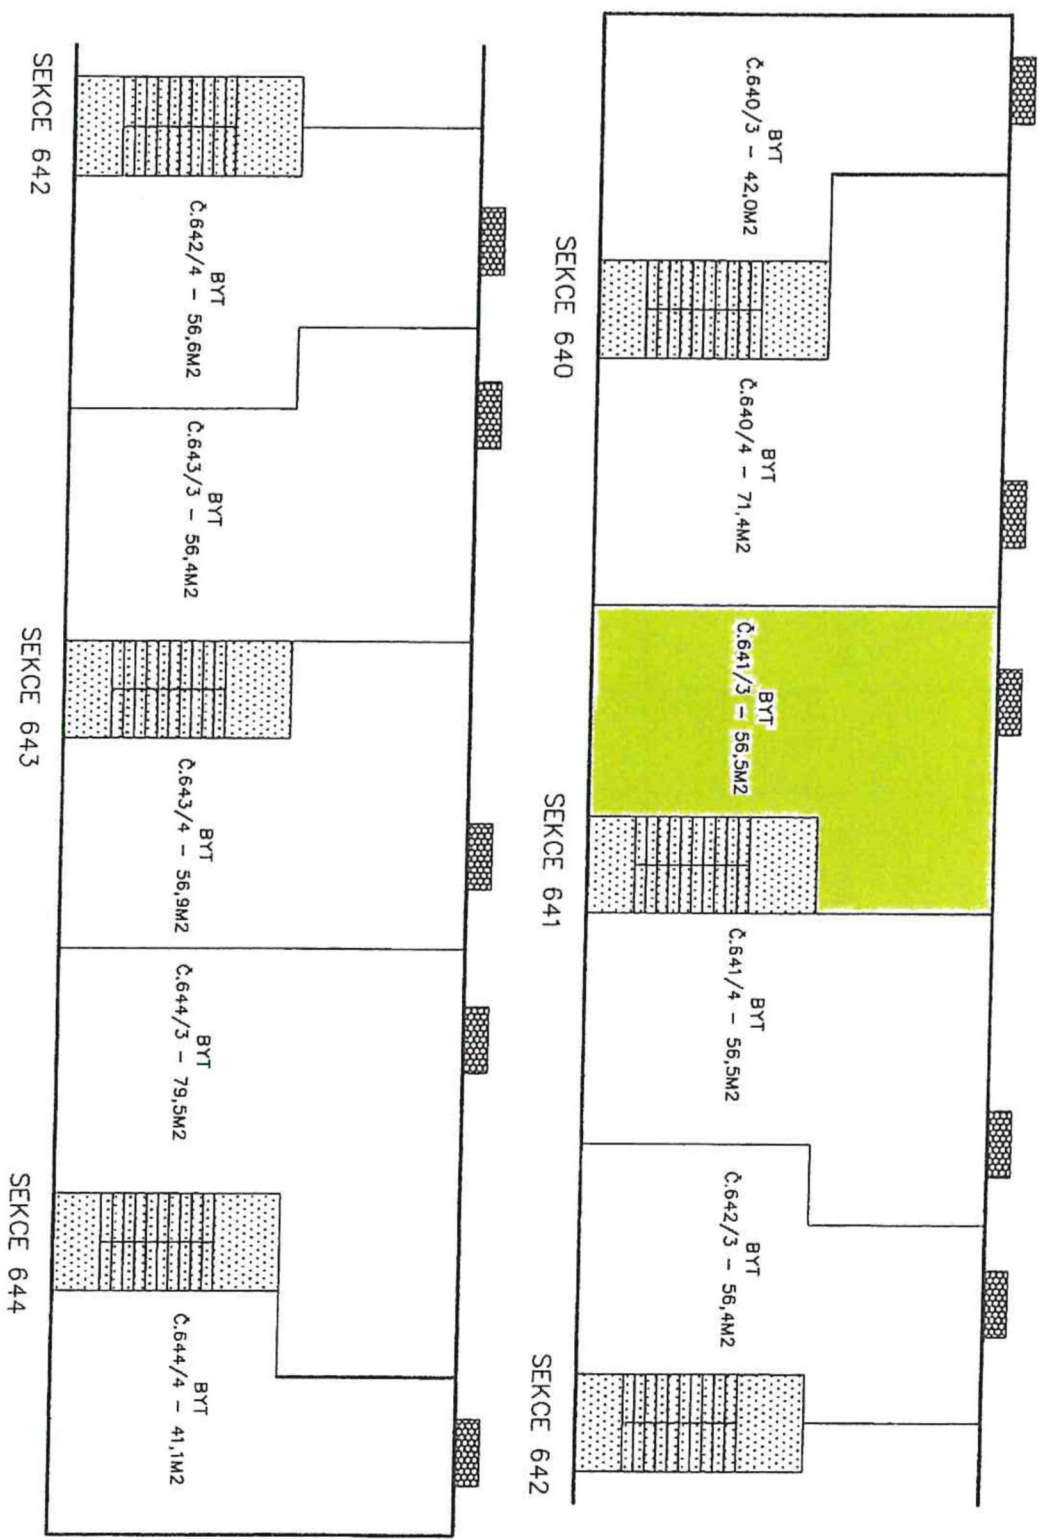 BYT
Č.640/3 – 42,0M2
BYT
Č.640/4 – 71,4M2
BYT
Č.641/3 – 56,5M2
BYT
Č.641/4 – 56,5M2
BYT
Č.642/3 – 56,4M2
SEKCE 640
SEKCE 641
SEKCE 642
BYT
Č.642/4 – 56,6M2
BYT
Č.643/3 – 56,4M2
BYT
Č.643/4 – 56,9M2
BYT
Č.644/3 – 79,5M2
BYT
Č.644/4 – 41,1M2
SEKCE 642
SEKCE 643
SEKCE 644